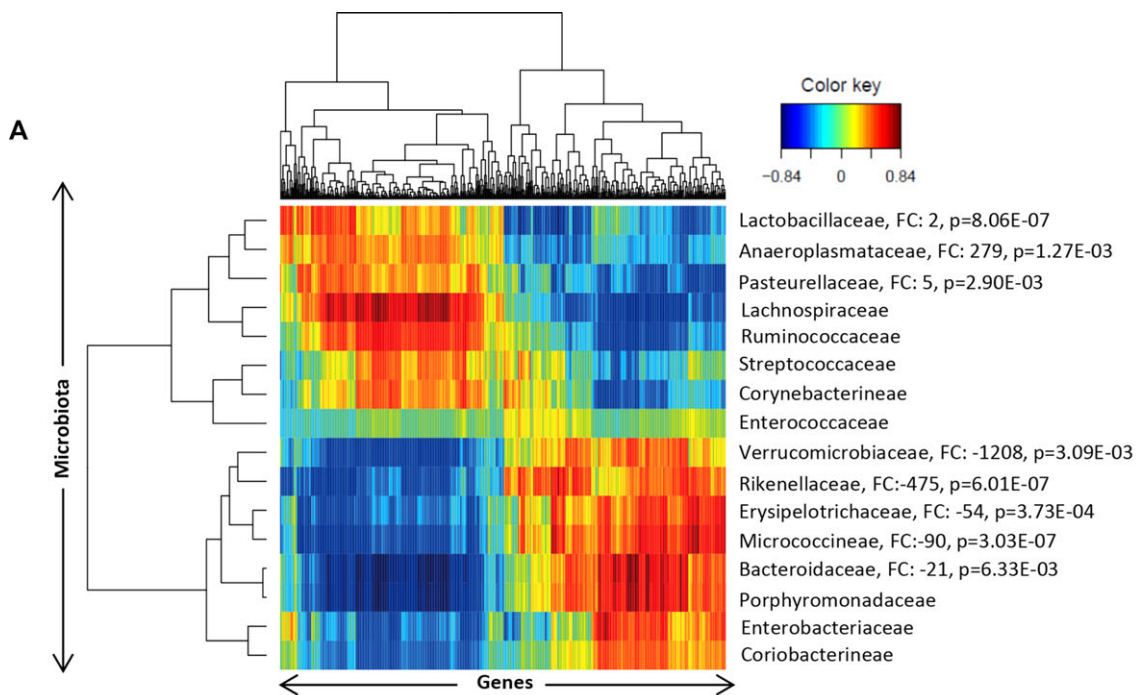 A
Color key
−0.84 0 0.84
Microbiota
Lactobacillaceae, FC: 2, p=8.06E-07
Anaeroplasmataceae, FC: 279, p=1.27E-03
Pasteurellaceae, FC: 5, p=2.90E-03
Lachnospiraceae
Ruminococcaceae
Streptococcaceae
Corynebacterineae
Enterococcaceae
Verrucomicrobiaceae, FC: -1208, p=3.09E-03
Rikenellaceae, FC:-475, p=6.01E-07
Erysipelotrichaceae, FC: -54, p=3.73E-04
Micrococcineae, FC:-90, p=3.03E-07
Bacteroidaceae, FC: -21, p=6.33E-03
Porphyromonadaceae
Enterobacteriaceae
Coriobacterineae
Genes